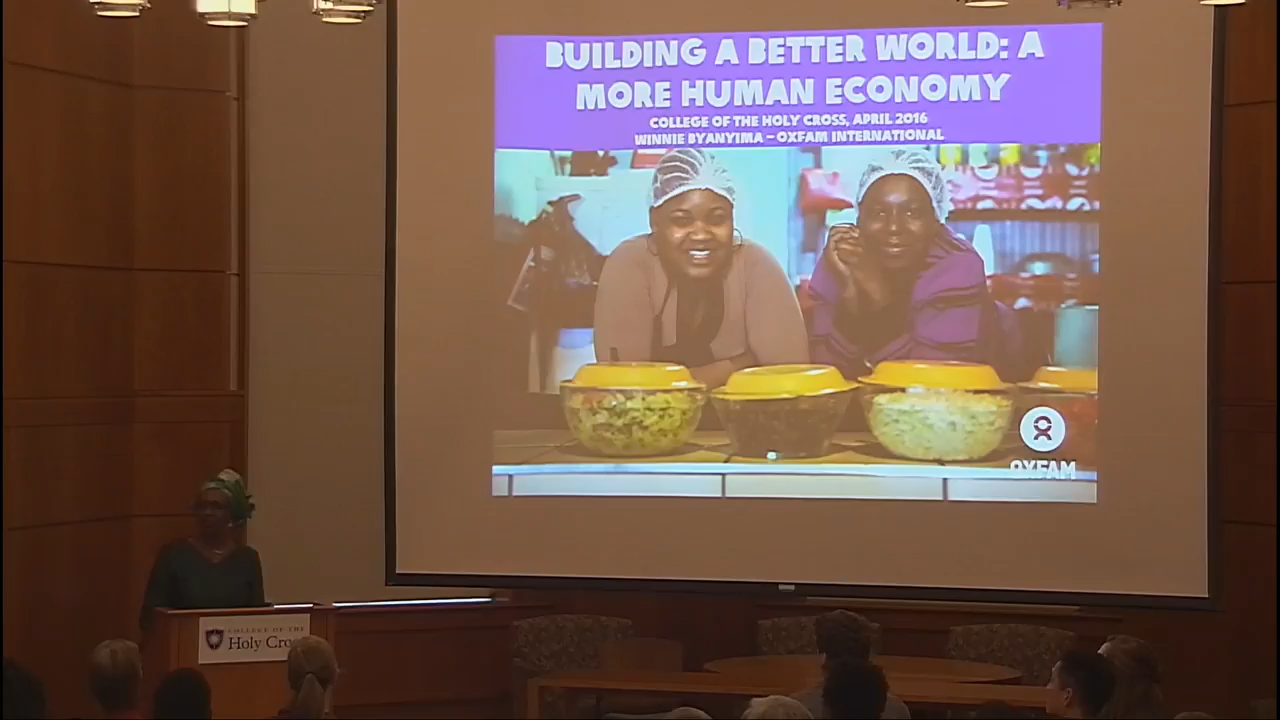 BUILDING A BETTER WORLD: A
MORE HUMAN ECONOMY
COLLEGE OF THE HOLY CROSS, APRIL 2016
WINNIE BYANYIMA – OXFAM INTERNATIONAL
OXFAM
COLLEGE OF THE
Holy Cro